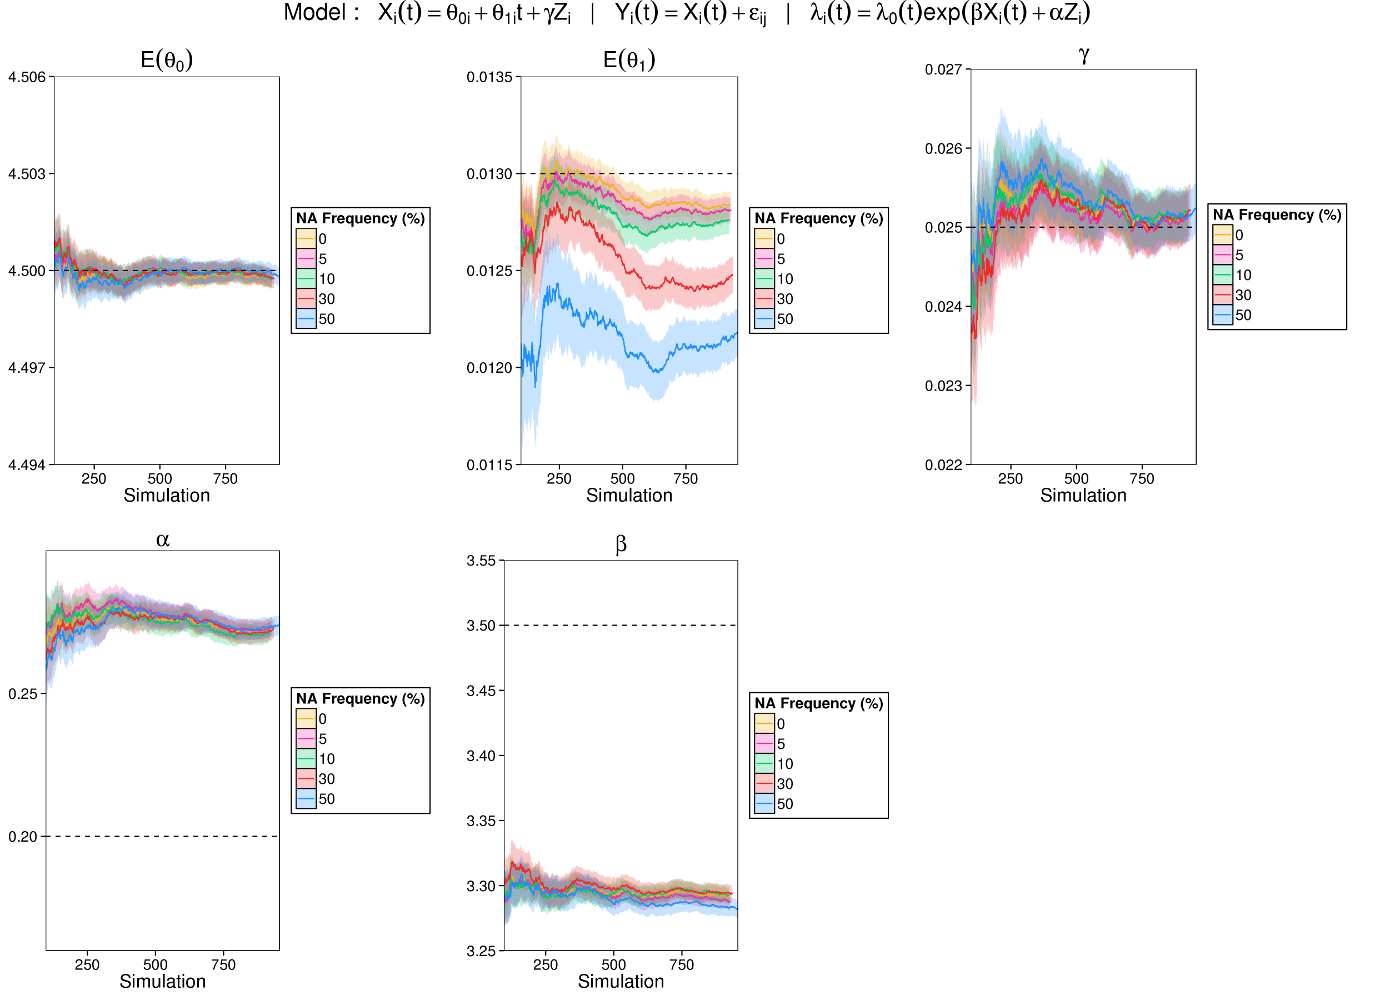 Model : Xᵢ(t) = θ₀ᵢ + θ₁ᵢt + γZᵢ | Yᵢ(t) = Xᵢ(t) + εᵢⱼ | λᵢ(t) = λ₀(t)exp(βXᵢ(t) + αZᵢ)
E(θ₀)
4.506
4.503
4.500
4.497
4.494
250 500 750
Simulation
NA Frequency (%)
0
5
10
30
50
E(θ₁)
0.0135
0.0130
0.0125
0.0120
0.0115
250 500 750
Simulation
NA Frequency (%)
0
5
10
30
50
γ
0.027
0.026
0.025
0.024
0.023
0.022
250 500 750
Simulation
NA Frequency (%)
0
5
10
30
50
α
0.25
0.20
250 500 750
Simulation
NA Frequency (%)
0
5
10
30
50
β
3.55
3.50
3.45
3.40
3.35
3.30
3.25
250 500 750
Simulation
NA Frequency (%)
0
5
10
30
50